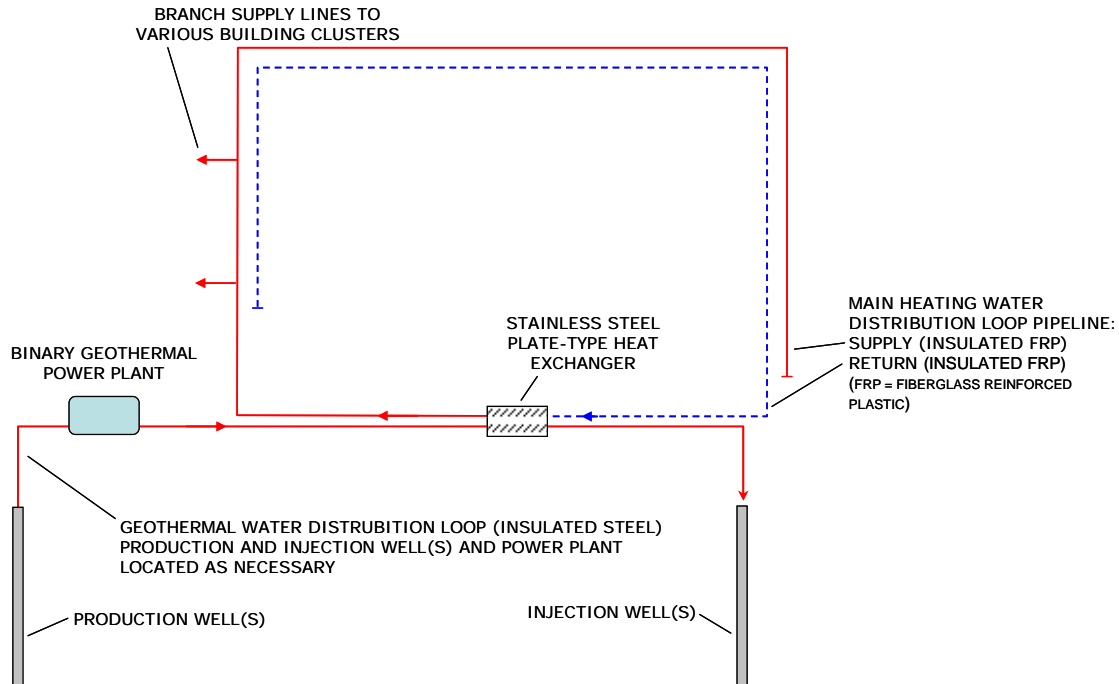 BRANCH SUPPLY LINES TO
VARIOUS BUILDING CLUSTERS
STAINLESS STEEL
PLATE-TYPE HEAT
EXCHANGER
MAIN HEATING WATER
DISTRIBUTION LOOP PIPELINE:
SUPPLY (INSULATED FRP)
RETURN (INSULATED FRP)
(FRP = FIBERGLASS REINFORCED
PLASTIC)
BINARY GEOTHERMAL
POWER PLANT
GEOTHERMAL WATER DISTRUBITION LOOP (INSULATED STEEL)
PRODUCTION AND INJECTION WELL(S) AND POWER PLANT
LOCATED AS NECESSARY
PRODUCTION WELL(S)
INJECTION WELL(S)